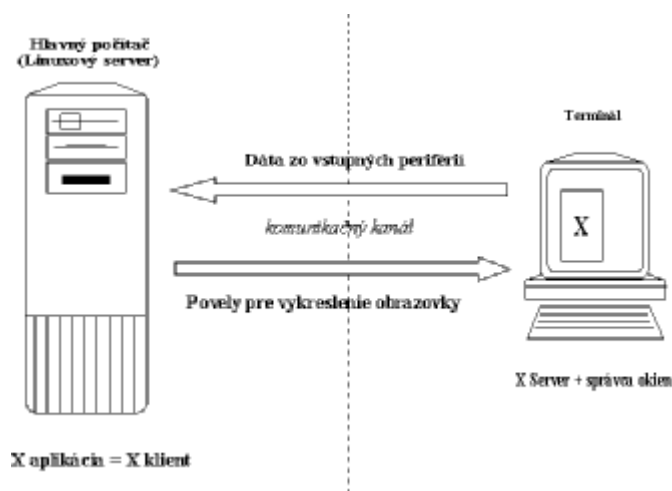 Hlavný počítač
(Linuxový server)
Terminál
Dáta zo vstupných periférií
X
komunikačný kanál
Povely pre vykreslenie obrazovky
X Server + správca okien
X aplikácia = X klient